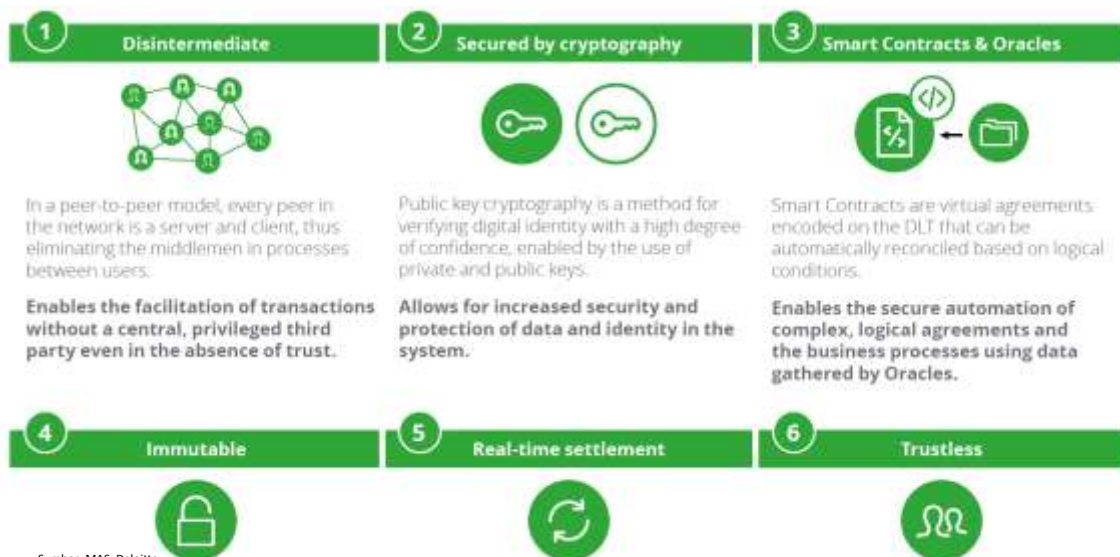 1
Disintermediate
In a peer-to-peer model, every peer in
the network is a server and client, thus
eliminating the middlemen in processes
between users.
Enables the facilitation of transactions
without a central, privileged third
party even in the absence of trust.
2
Secured by cryptography
Public key cryptography is a method for
verifying digital identity with a high degree
of confidence, enabled by the use of
private and public keys.
Allows for increased security and
protection of data and identity in the
system.
3
Smart Contracts & Oracles
</>
</>
Smart Contracts are virtual agreements
encoded on the DLT that can be
automatically reconciled based on logical
conditions.
Enables the secure automation of
complex, logical agreements and
the business processes using data
gathered by Oracles.
4
Immutable
5
Real-time settlement
6
Trustless